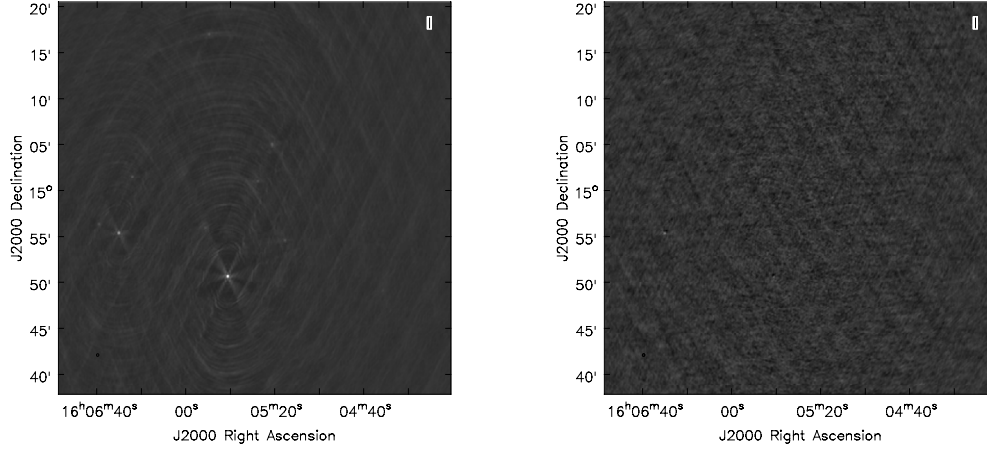 20'
15'
10'
05'
15°
55'
50'
45'
40'
J2000 Declination
16ʰ06ᵐ40ˢ 00ˢ 05ᵐ20ˢ 04ᵐ40ˢ
J2000 Right Ascension
I
20'
15'
10'
05'
15°
55'
50'
45'
40'
J2000 Declination
16ʰ06ᵐ40ˢ 00ˢ 05ᵐ20ˢ 04ᵐ40ˢ
J2000 Right Ascension
I